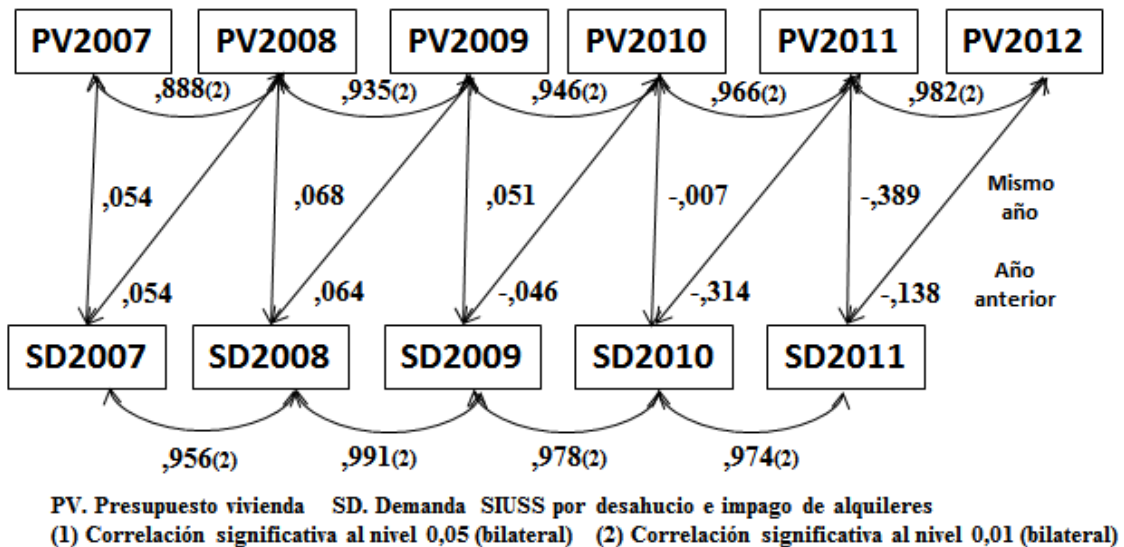 PV2007 PV2008 PV2009 PV2010 PV2011 PV2012
,888(2) ,935(2) ,946(2) ,966(2) ,982(2)
,054 ,068 ,051 -,007 -,389 Mismo
año
,054 ,064 -,046 -,314 -,138 Año
anterior
SD2007 SD2008 SD2009 SD2010 SD2011
,956(2) ,991(2) ,978(2) ,974(2)
PV. Presupuesto vivienda SD. Demanda SIUSS por desahucio e impago de alquileres
(1) Correlación significativa al nivel 0,05 (bilateral) (2) Correlación significativa al nivel 0,01 (bilateral)